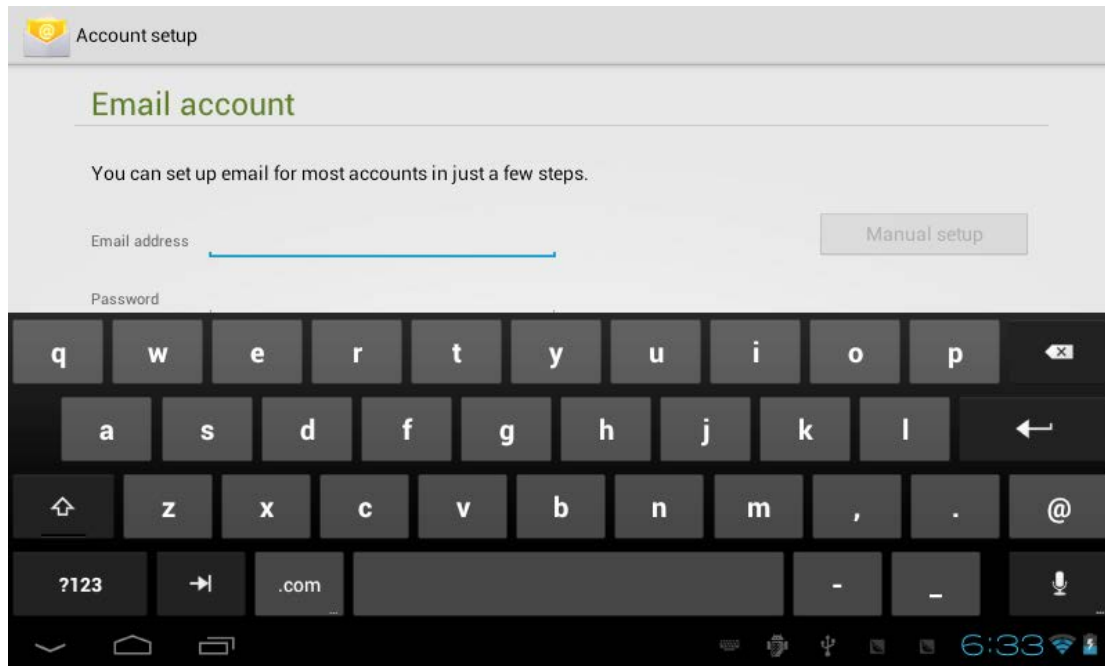 Account setup
Email account
You can set up email for most accounts in just a few steps.
Email address
Manual setup
Password
q w e r t y u i o p
a s d f g h j k l
z x c v b n m , . @
?123 .com - _
6:33